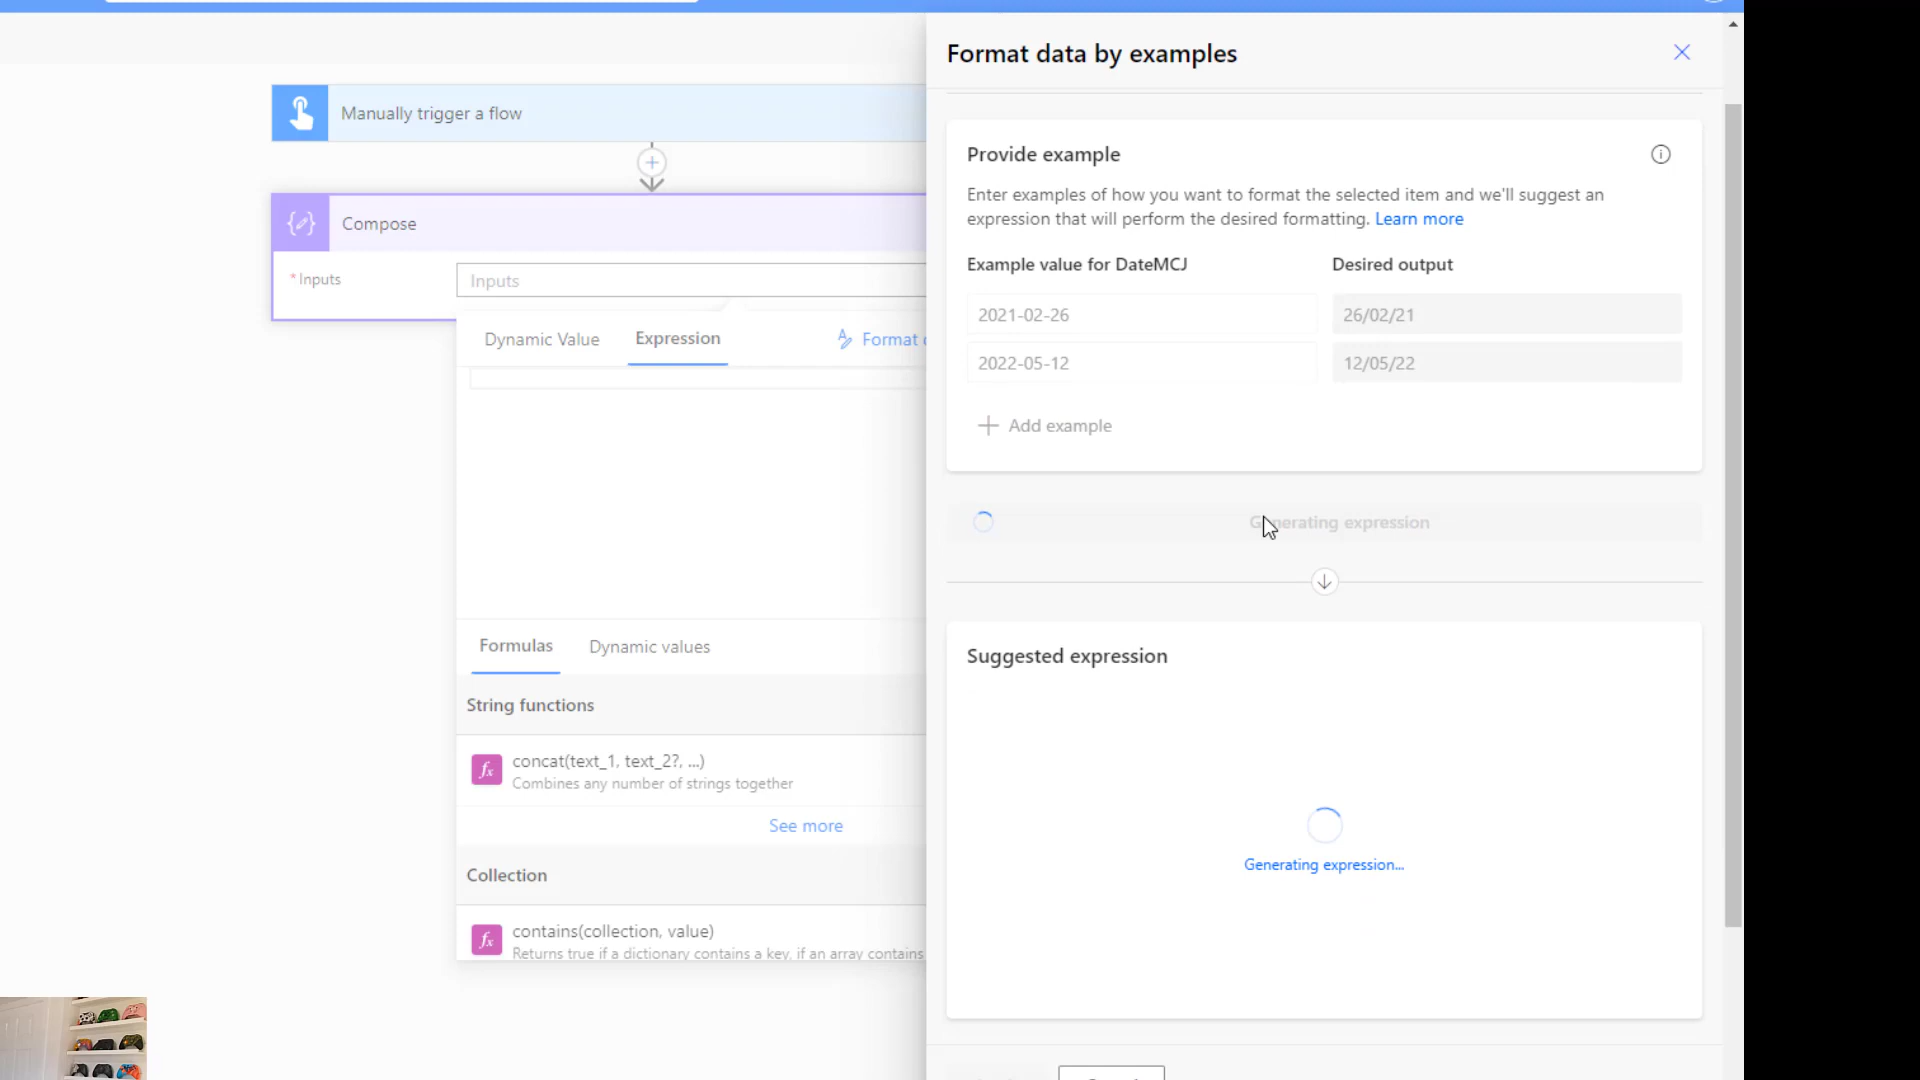 Format data by examples
Manually trigger a flow
Provide example
Enter examples of how you want to format the selected item and we'll suggest an
expression that will perform the desired formatting. Learn more
Compose
Example value for DateMCJ
Desired output
* Inputs
Inputs
2021-02-26
26/02/21
Dynamic Value
Expression
Format
2022-05-12
12/05/22
Add example
Generating expression
Formulas
Dynamic values
Suggested expression
String functions
fx
concat(text_1, text_2?, ...)
Combines any number of strings together
See more
Generating expression...
Collection
fx
contains(collection, value)
Returns true if a dictionary contains a key, if an array contains